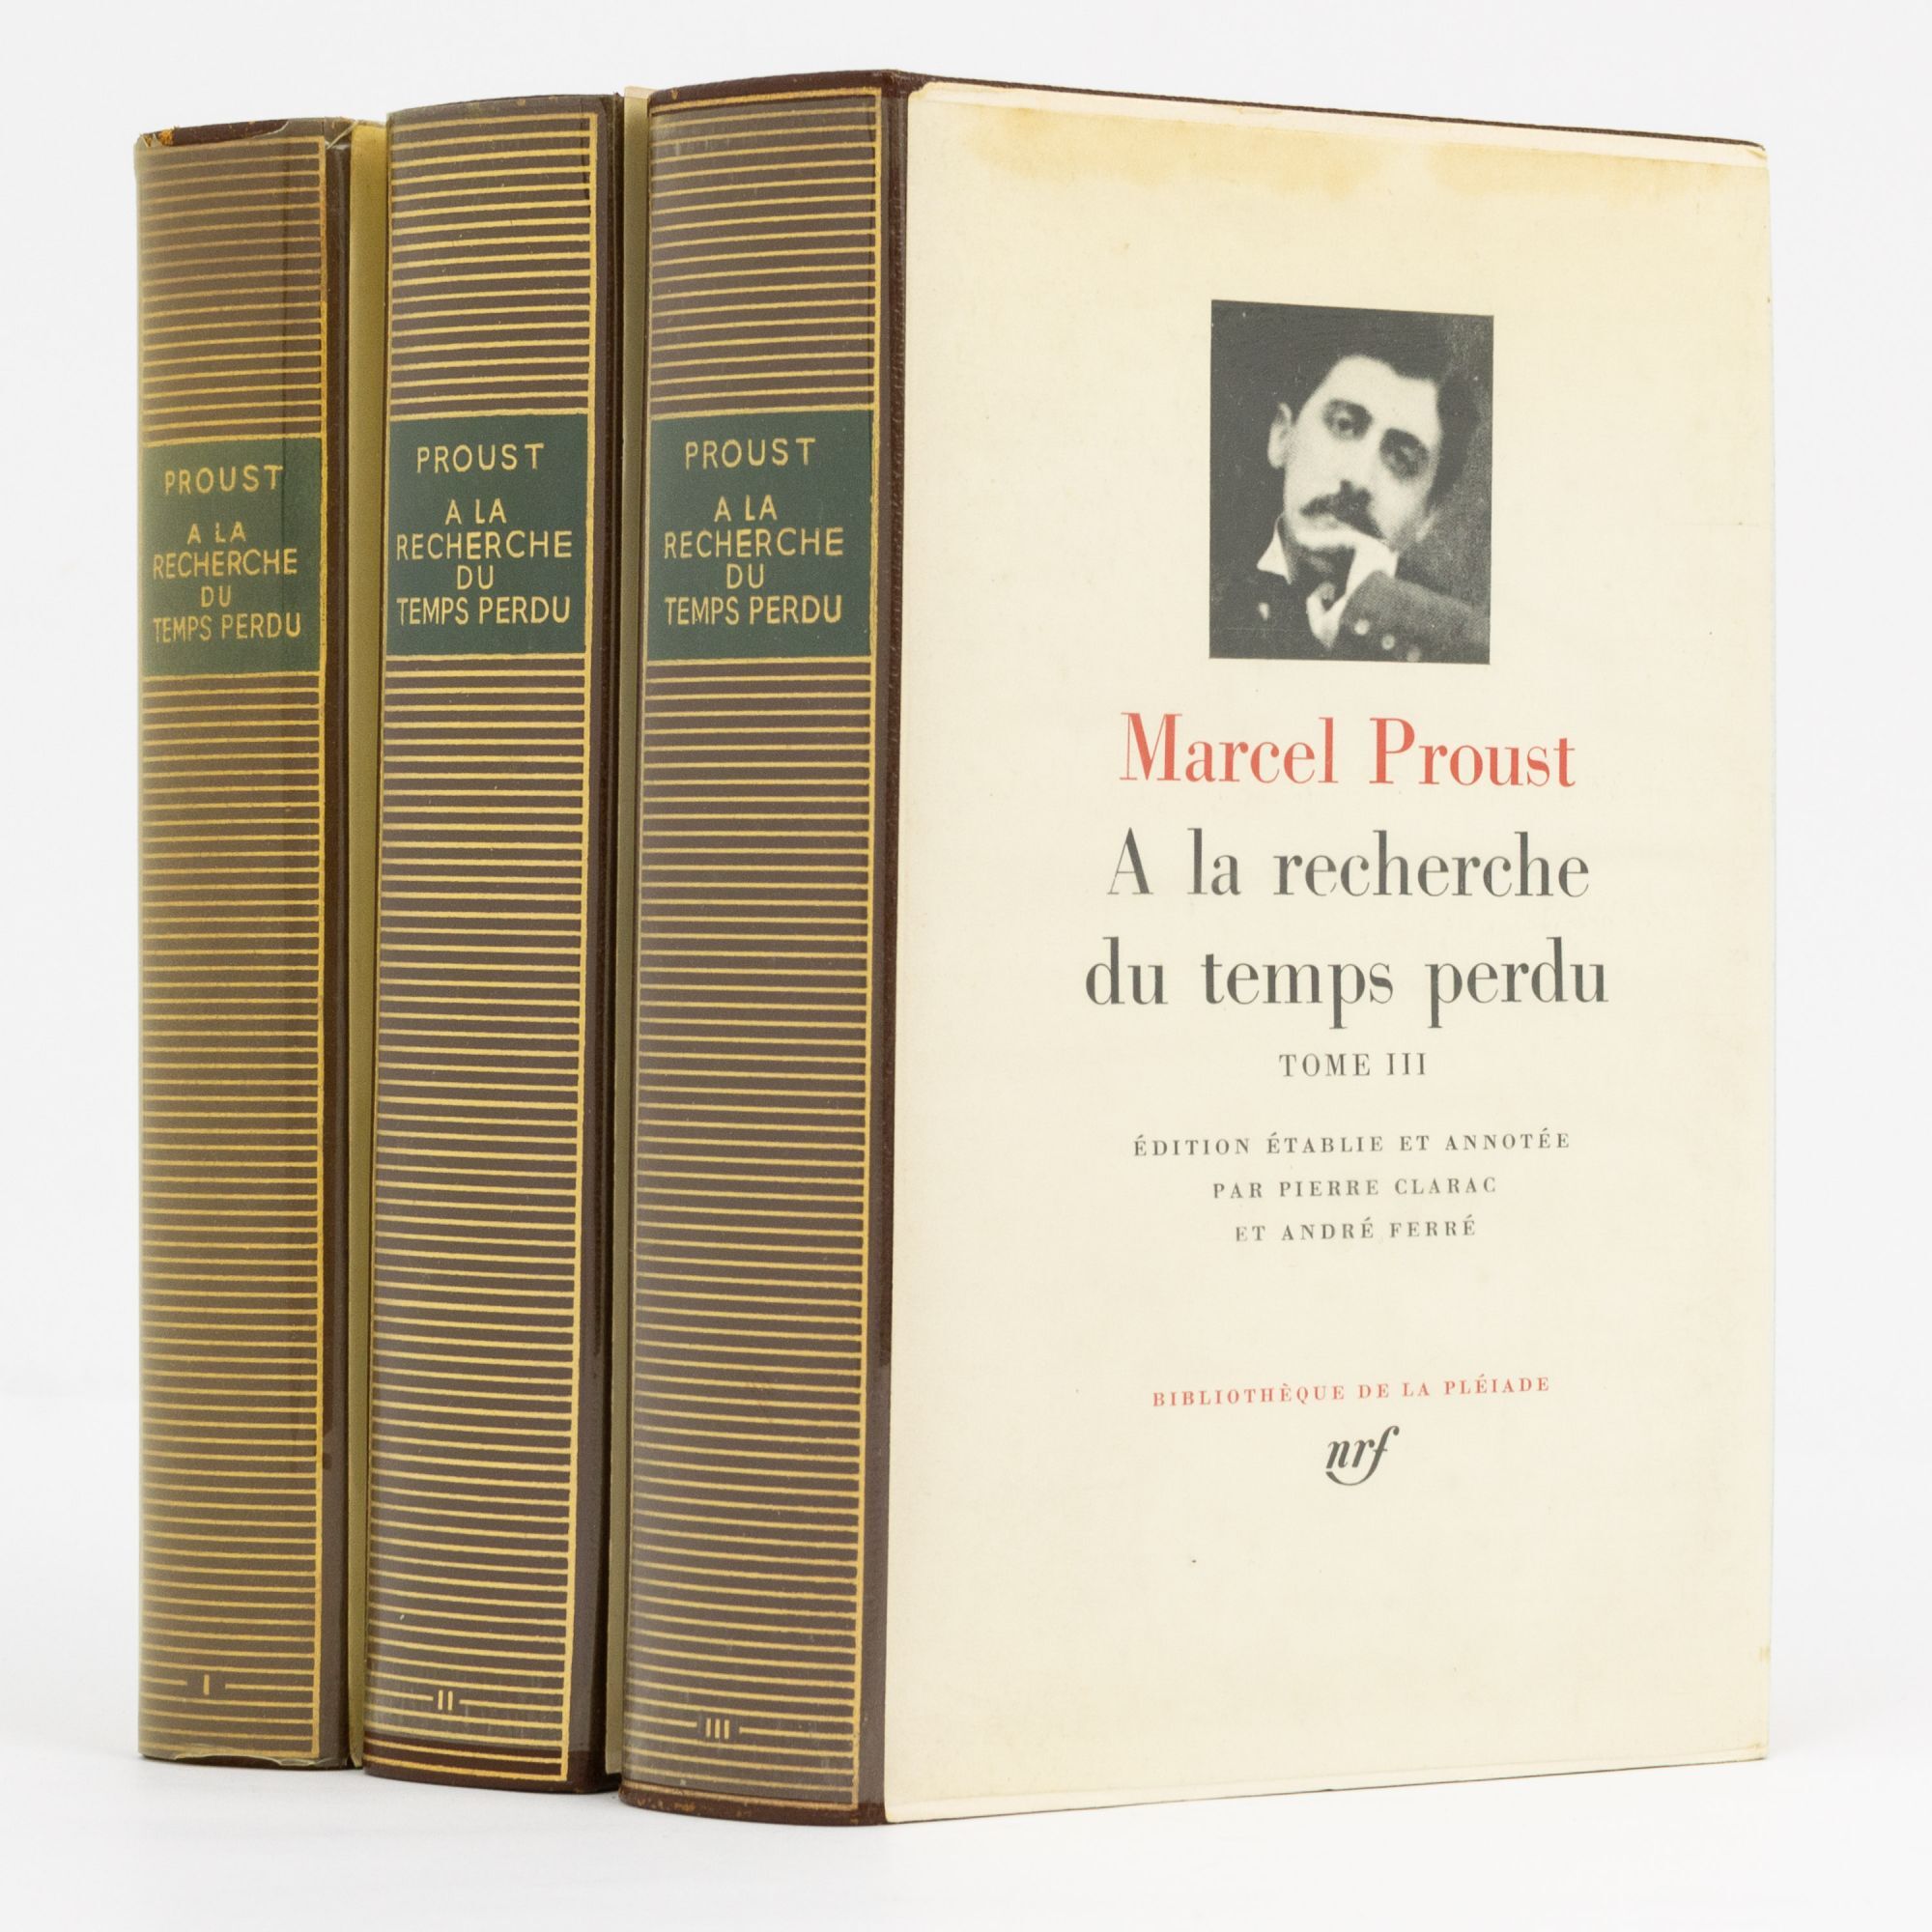 PROUST
A LA
RECHERCHE
DU
TEMPS PERDU
I
PROUST
A LA
RECHERCHE
DU
TEMPS PERDU
II
PROUST
A LA
RECHERCHE
DU
TEMPS PERDU
III
Marcel Proust
A la recherche
du temps perdu
TOME III
ÉDITION ÉTABLIE ET ANNOTÉE
PAR PIERRE CLARAC
ET ANDRÉ FERRÉ
BIBLIOTHÈQUE DE LA PLÉIADE
nrf